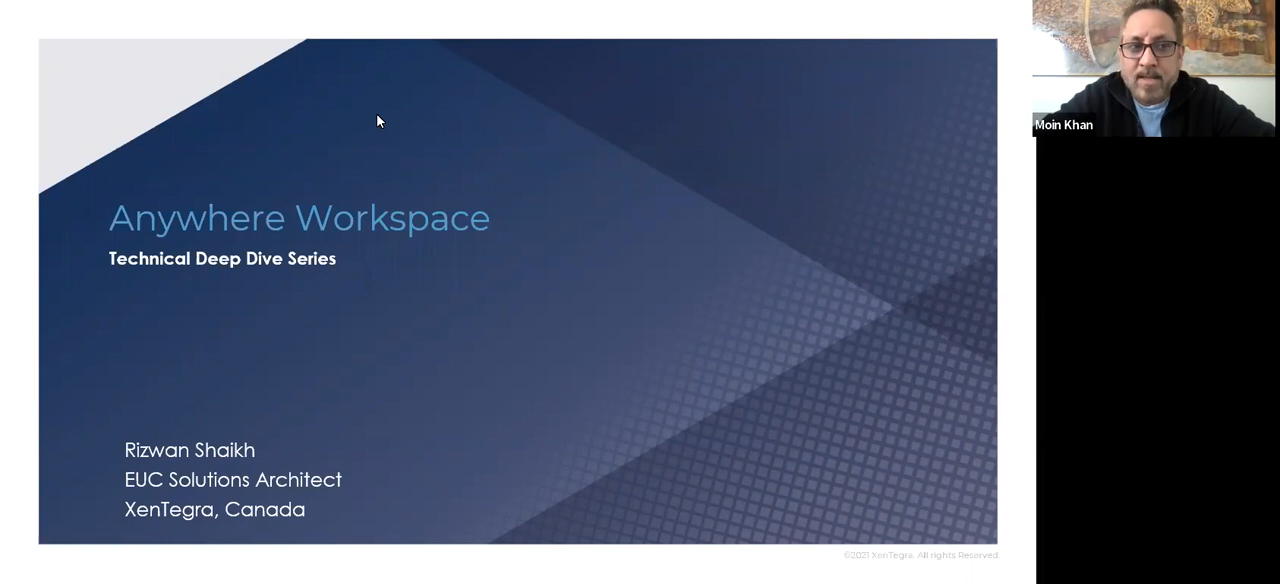 Anywhere Workspace
Technical Deep Dive Series
Rizwan Shaikh
EUC Solutions Architect
XenTegra, Canada
©2021 XenTegra. All rights Reserved.
Moin Khan